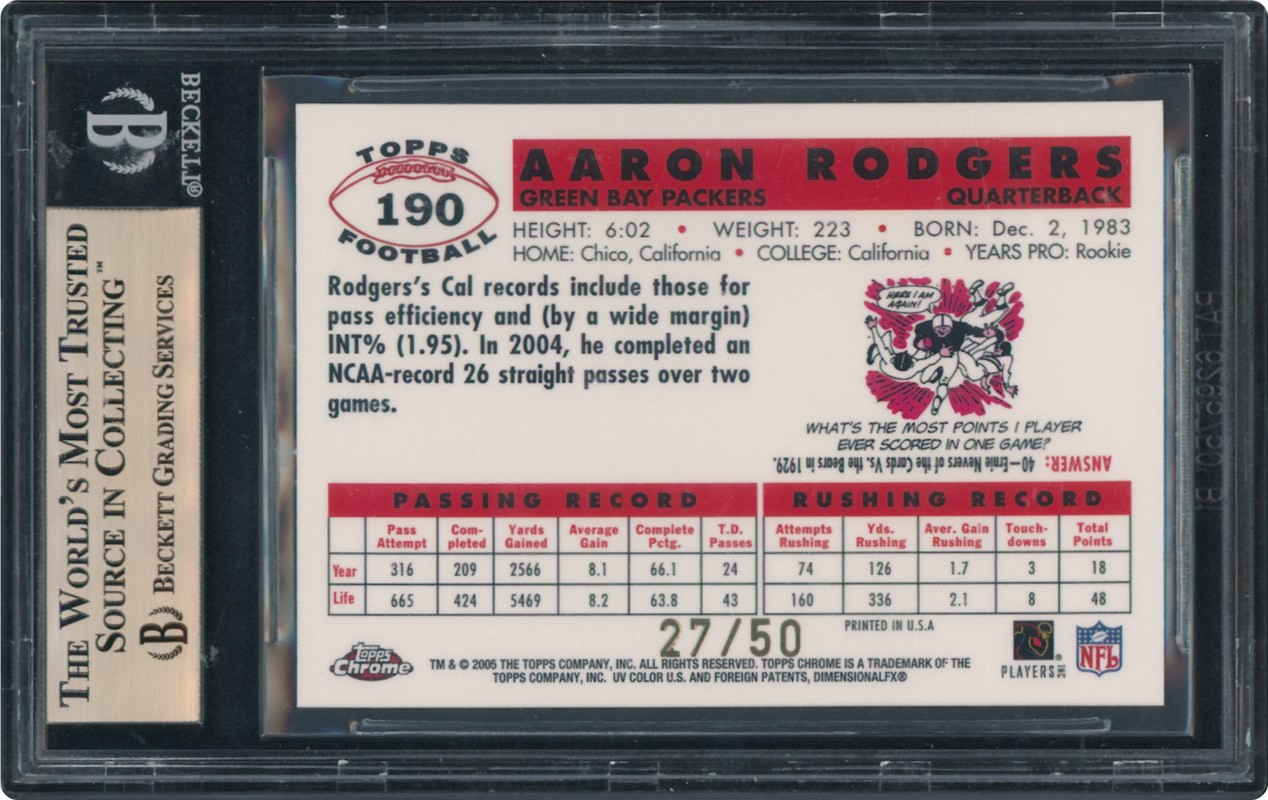 BECKETT®
B
THE WORLD'S MOST TRUSTED
SOURCE IN COLLECTING™
B BECKETT GRADING SERVICES
TOPPS
190
FOOTBALL
AARON RODGERS
GREEN BAY PACKERS QUARTERBACK
HEIGHT: 6:02 • WEIGHT: 223 • BORN: Dec. 2, 1983
HOME: Chico, California • COLLEGE: California • YEARS PRO: Rookie
Rodgers's Cal records include those for
pass efficiency and (by a wide margin)
INT% (1.95). In 2004, he completed an
NCAA-record 26 straight passes over two
games.
HERE I AM
AGAIN!
WHAT'S THE MOST POINTS 1 PLAYER
EVER SCORED IN ONE GAME?
ANSWER: 40—Ernie Nevers of the Cards Vs. the Bears in 1929.
PASSING RECORD
Pass Attempt Com-pleted Yards Gained Average Gain Complete Pctg. T.D. Passes
Year 316 209 2566 8.1 66.1 24
Life 665 424 5469 8.2 63.8 43
RUSHING RECORD
Attempts Rushing Yds. Rushing Aver. Gain Rushing Touch-downs Total Points
74 126 1.7 3 18
160 336 2.1 8 48
27/50
PRINTED IN U.S.A
topps
Chrome
TM & © 2005 THE TOPPS COMPANY, INC. ALL RIGHTS RESERVED. TOPPS CHROME IS A TRADEMARK OF THE
TOPPS COMPANY, INC. UV COLOR U.S. AND FOREIGN PATENTS, DIMENSIONALFX®
PLAYERS INC
NFL